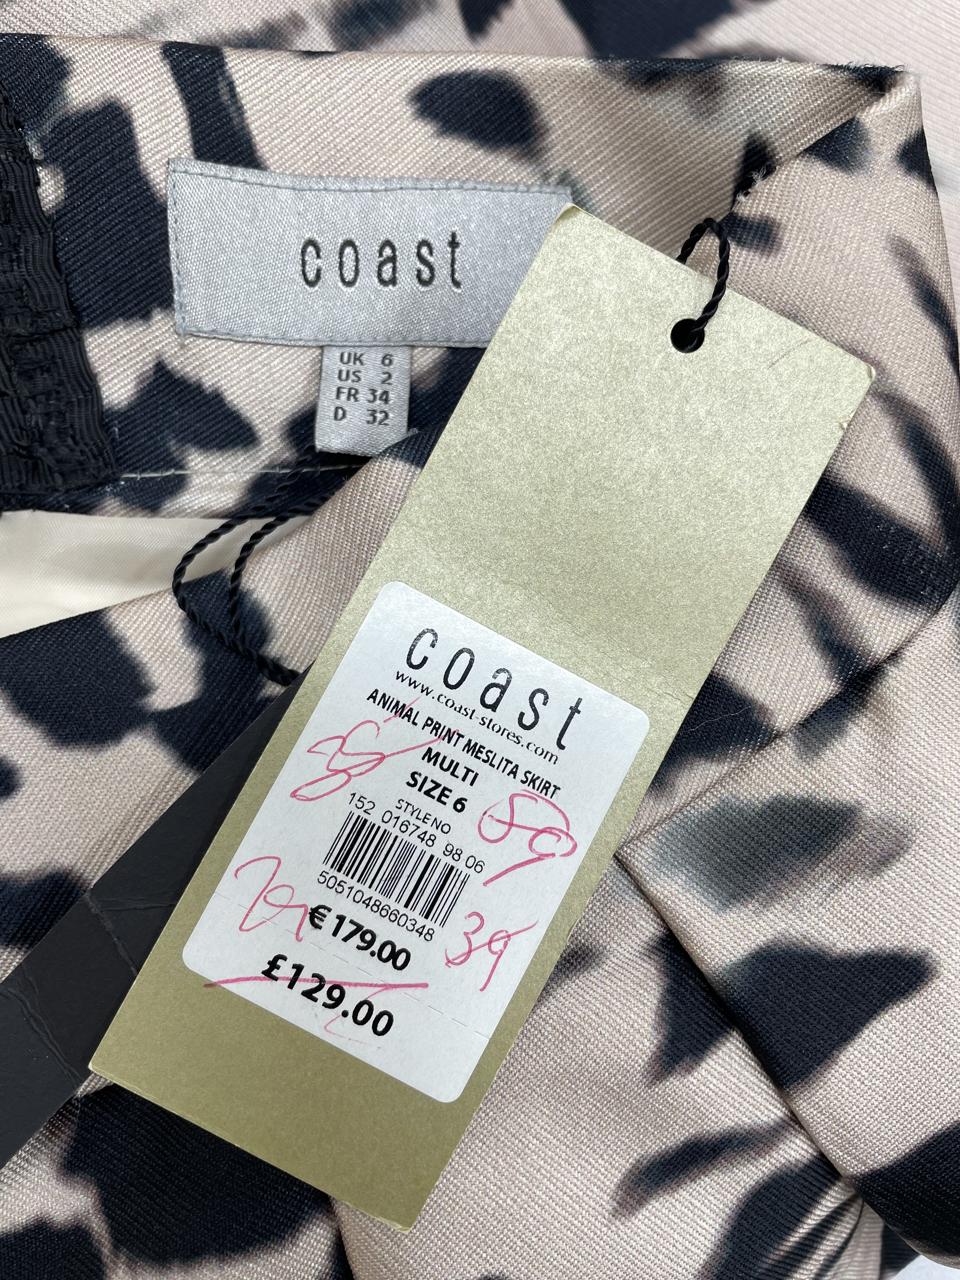 coast
UK 6
US 2
FR 34
D 32
coast
www.coast-stores.com
ANIMAL PRINT MESLITA SKIRT
MULTI
SIZE 6
59
STYLE NO
152 016748 98 06
5051048660348
39
€179.00
£129.00